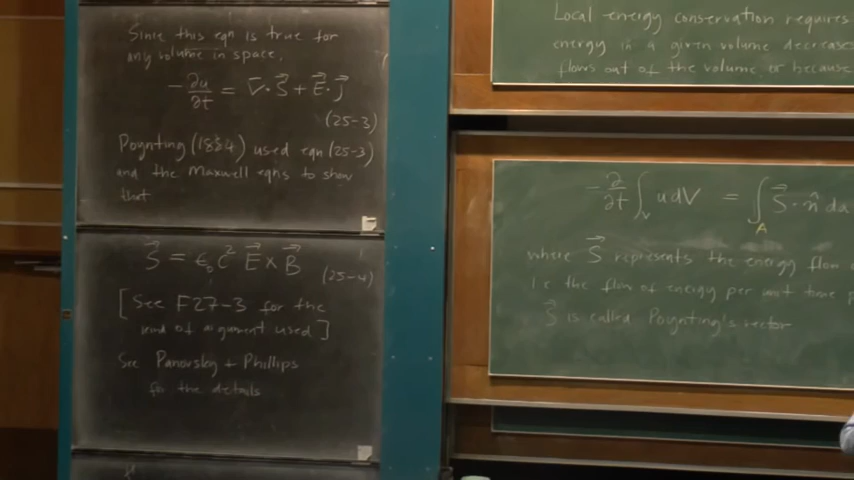 Since this eqn is true for
any volume in space,
-∂u/∂t = ∇·S⃗ + E⃗·j⃗
(25-3)
Poynting (1884) used eqn (25-3)
and the Maxwell eqns to show
that
S⃗ = ϵ₀c² E⃗ × B⃗ (25-4)
[See F27-3 for the
kind of argument used]
See Panofsky + Phillips
for the details
Local energy conservation requires
energy in a given volume decreases
flows out of the volume, or because
-∂/∂t ∫_V u dV = ∫_A S⃗·n̂ da
where S⃗ represents the energy flow
i.e. the flow of energy per unit time
S⃗ is called Poynting's vector